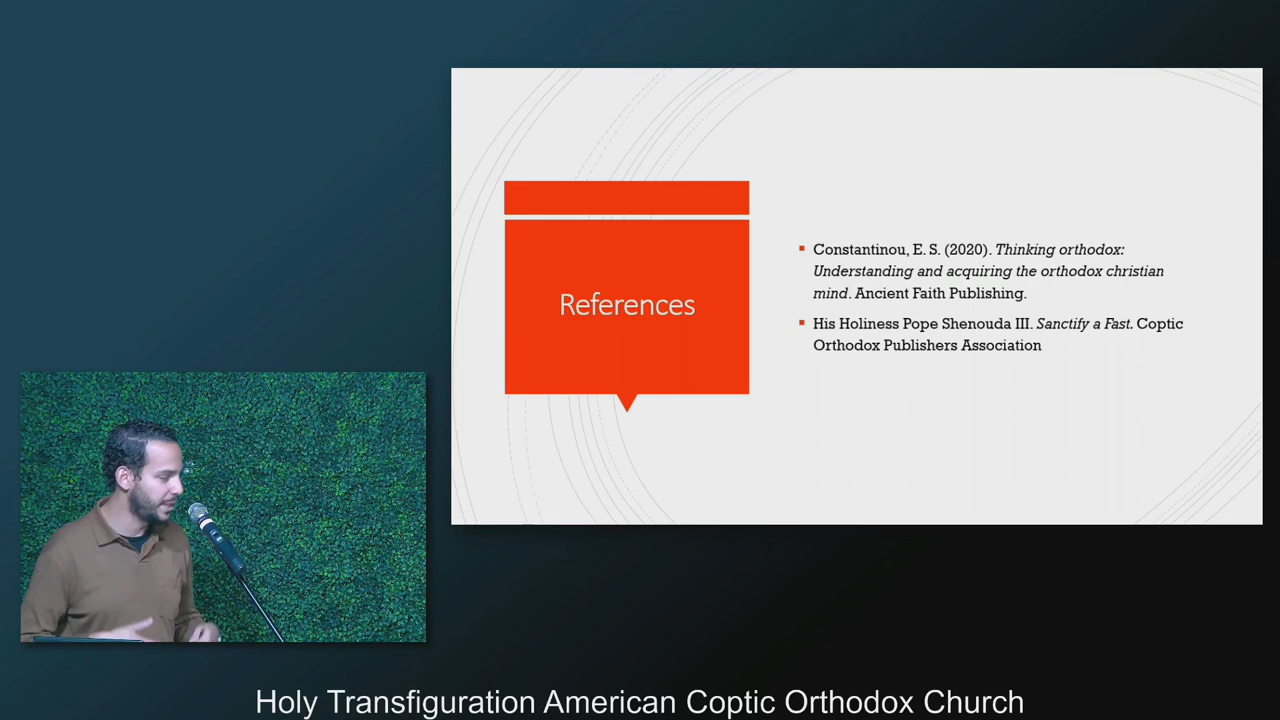 References
Constantinou, E. S. (2020). Thinking orthodox:
Understanding and acquiring the orthodox christian
mind. Ancient Faith Publishing.
His Holiness Pope Shenouda III. Sanctify a Fast. Coptic
Orthodox Publishers Association
Holy Transfiguration American Coptic Orthodox Church